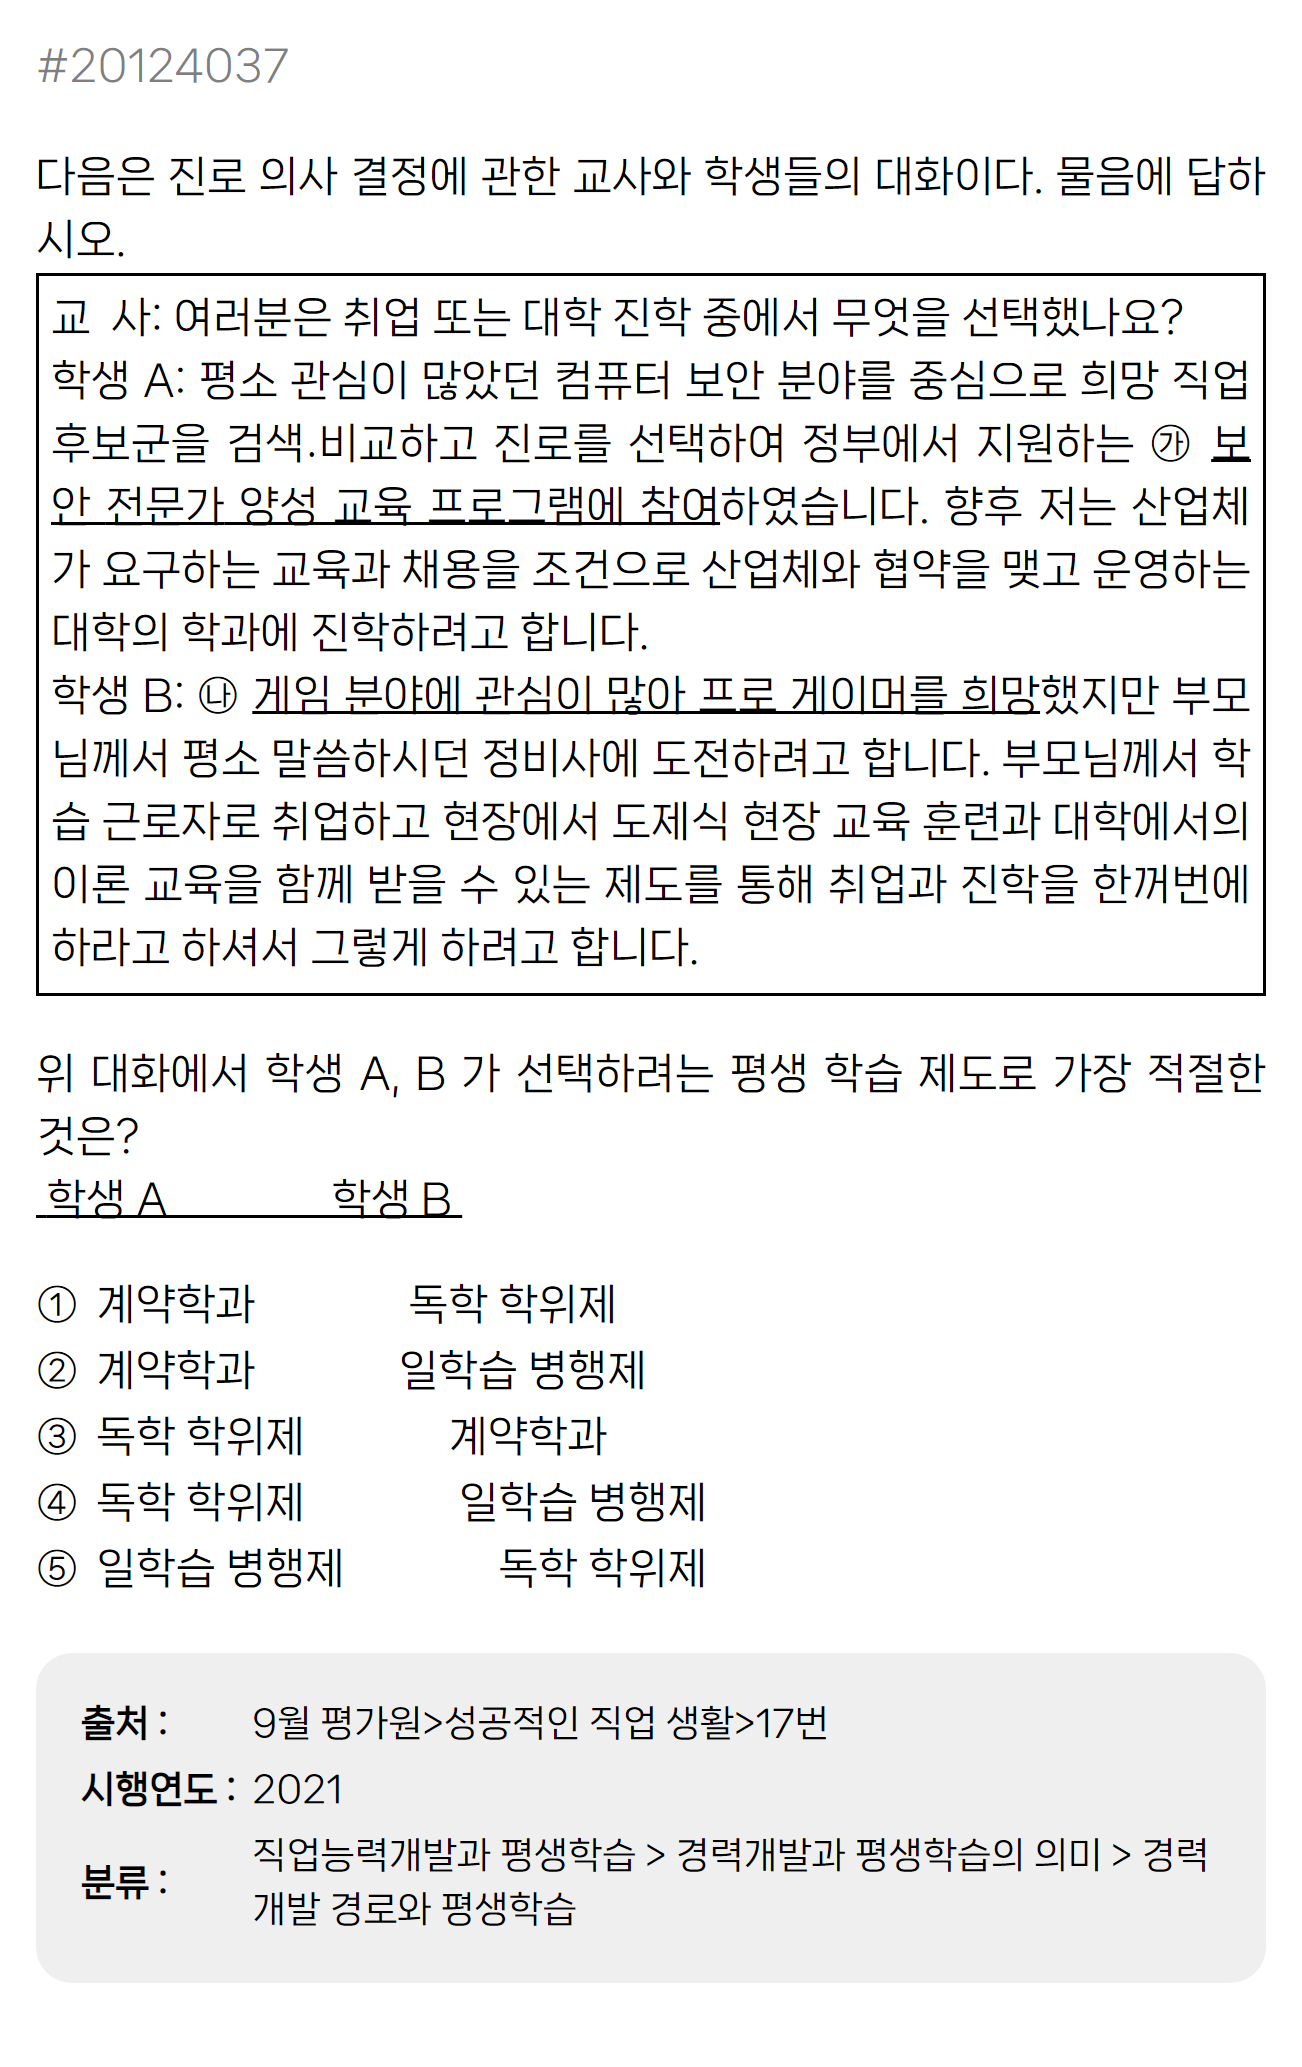 #20124037
다음은 진로 의사 결정에 관한 교사와 학생들의 대화이다. 물음에 답하
시오.
교 사: 여러분은 취업 또는 대학 진학 중에서 무엇을 선택했나요?
학생 A: 평소 관심이 많았던 컴퓨터 보안 분야를 중심으로 희망 직업
후보군을 검색.비교하고 진로를 선택하여 정부에서 지원하는 ㉮ 보
안 전문가 양성 교육 프로그램에 참여하였습니다. 향후 저는 산업체
가 요구하는 교육과 채용을 조건으로 산업체와 협약을 맺고 운영하는
대학의 학과에 진학하려고 합니다.
학생 B: ㉯ 게임 분야에 관심이 많아 프로 게이머를 희망했지만 부모
님께서 평소 말씀하시던 정비사에 도전하려고 합니다. 부모님께서 학
습 근로자로 취업하고 현장에서 도제식 현장 교육 훈련과 대학에서의
이론 교육을 함께 받을 수 있는 제도를 통해 취업과 진학을 한꺼번에
하라고 하셔서 그렇게 하려고 합니다.
위 대화에서 학생 A, B 가 선택하려는 평생 학습 제도로 가장 적절한
것은?
학생 A 학생 B
① 계약학과 독학 학위제
② 계약학과 일학습 병행제
③ 독학 학위제 계약학과
④ 독학 학위제 일학습 병행제
⑤ 일학습 병행제 독학 학위제
출처 : 9월 평가원>성공적인 직업 생활>17번
시행연도 : 2021
분류 : 직업능력개발과 평생학습 > 경력개발과 평생학습의 의미 > 경력
개발 경로와 평생학습